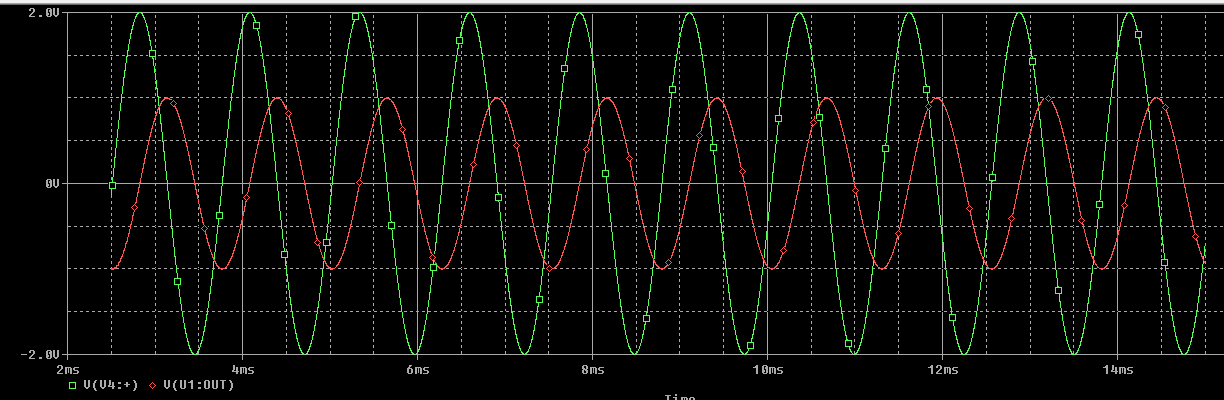 2.0V
0V
-2.0V
2ms 4ms 6ms 8ms 10ms 12ms 14ms
V(V4:+) V(U1:OUT)
Time